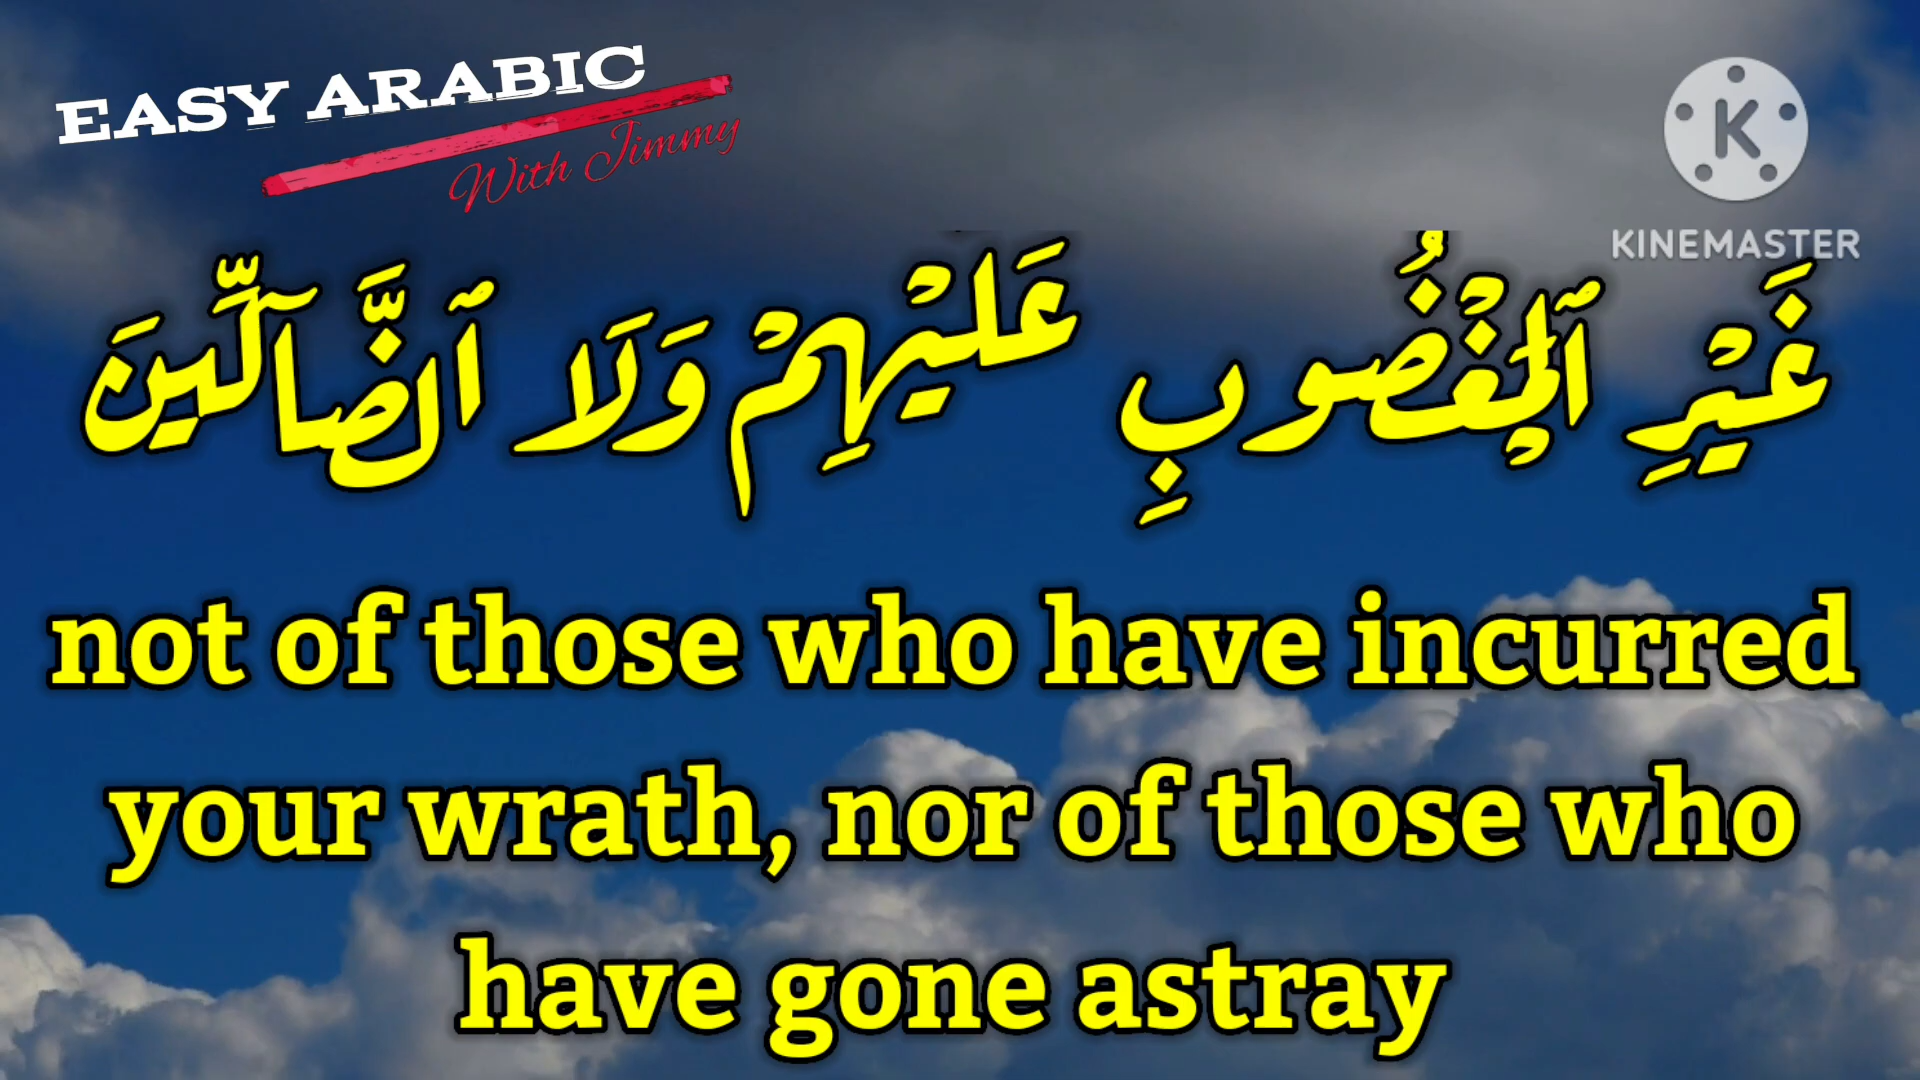 EASY ARABIC
With Jimmy
KINEMASTER
غَيْرِ ٱلْمَغْضُوبِ عَلَيْهِمْ وَلَا ٱلضَّآلِّينَ
not of those who have incurred
your wrath, nor of those who
have gone astray